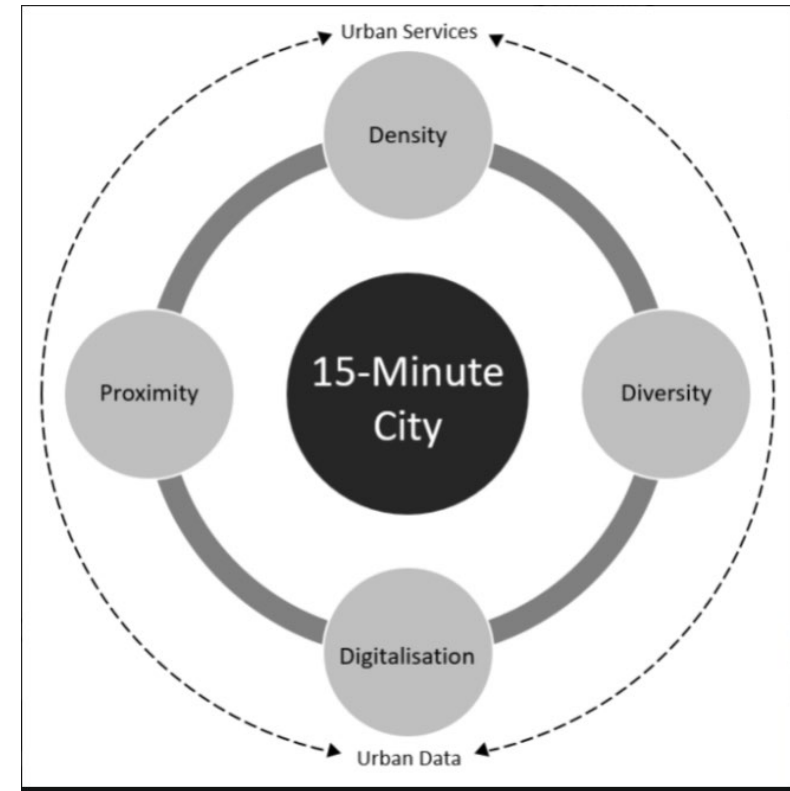 Urban Services
Density
Proximity
15-Minute
City
Diversity
Digitalisation
Urban Data